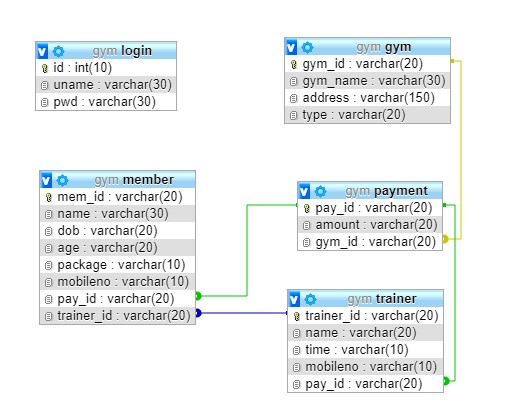 gym login
id : int(10)
uname : varchar(30)
pwd : varchar(30)
gym gym
gym_id : varchar(20)
gym_name : varchar(30)
address : varchar(150)
type : varchar(20)
gym member
mem_id : varchar(20)
name : varchar(30)
dob : varchar(20)
age : varchar(20)
package : varchar(10)
mobileno : varchar(10)
pay_id : varchar(20)
trainer_id : varchar(20)
gym payment
pay_id : varchar(20)
amount : varchar(20)
gym_id : varchar(20)
gym trainer
trainer_id : varchar(20)
name : varchar(20)
time : varchar(10)
mobileno : varchar(10)
pay_id : varchar(20)